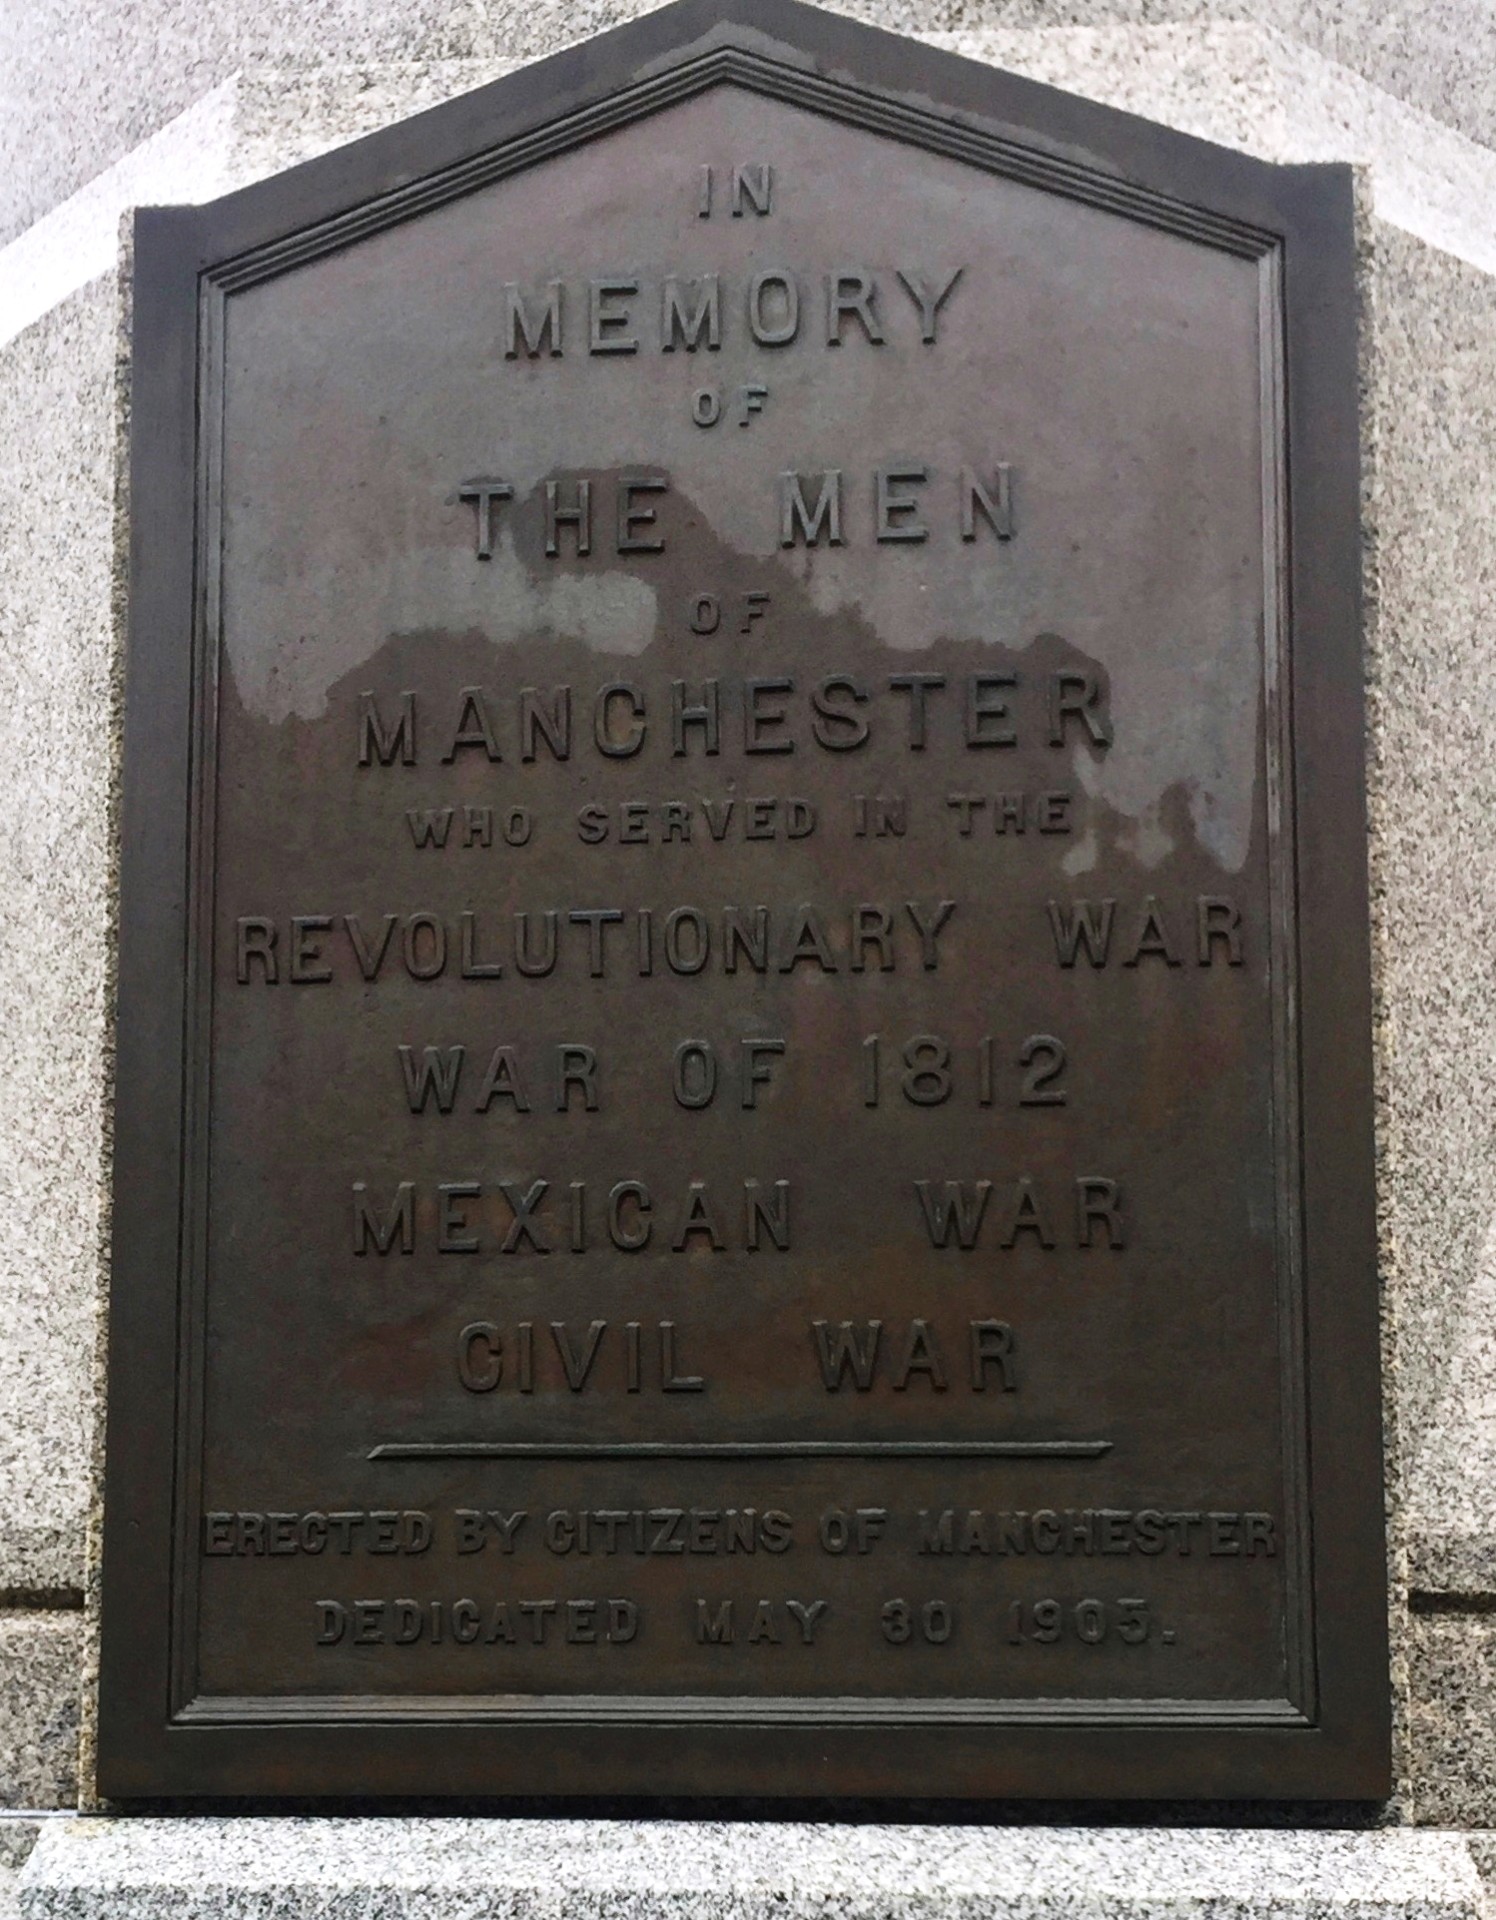 IN
MEMORY
OF
THE MEN
OF
MANCHESTER
WHO SERVED IN THE
REVOLUTIONARY WAR
WAR OF 1812
MEXICAN WAR
CIVIL WAR
ERECTED BY CITIZENS OF MANCHESTER
DEDICATED MAY 30 1905.